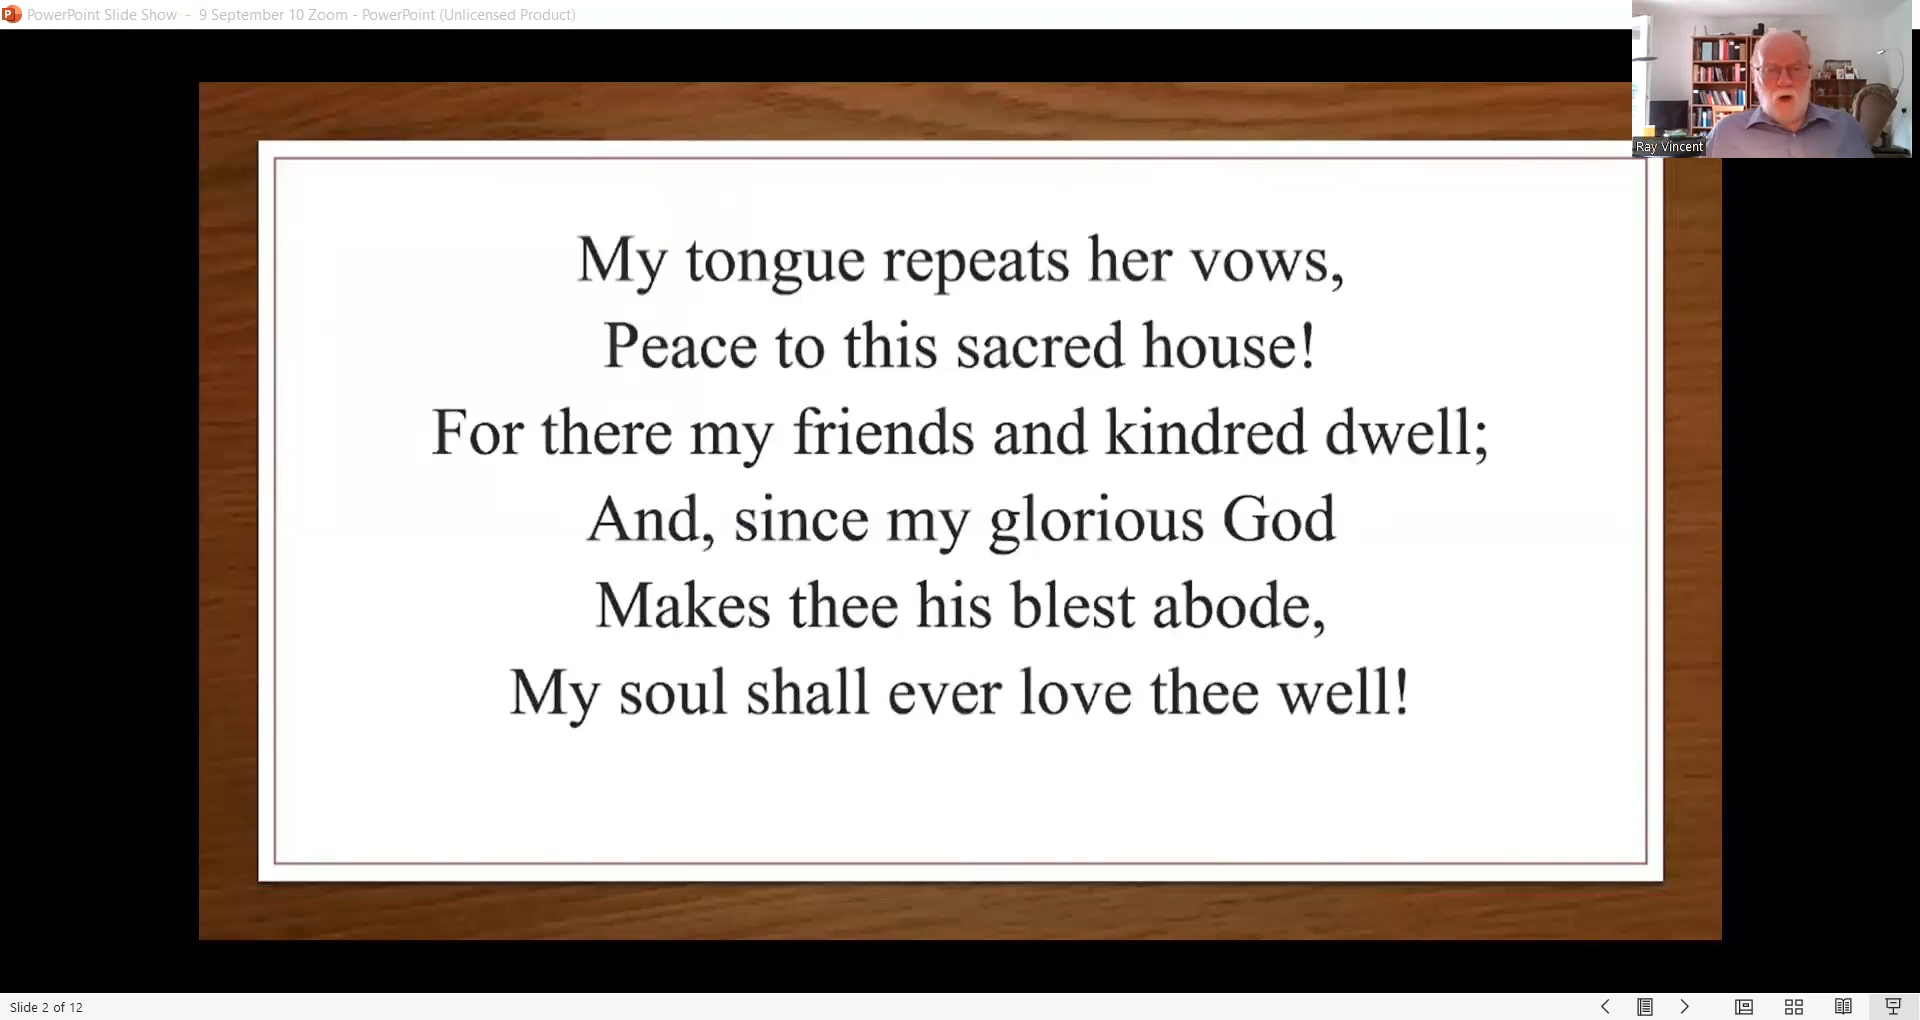 PowerPoint Slide Show - 9 September 10 Zoom - PowerPoint (Unlicensed Product)
Ray Vincent
My tongue repeats her vows,
Peace to this sacred house!
For there my friends and kindred dwell;
And, since my glorious God
Makes thee his blest abode,
My soul shall ever love thee well!
Slide 2 of 12